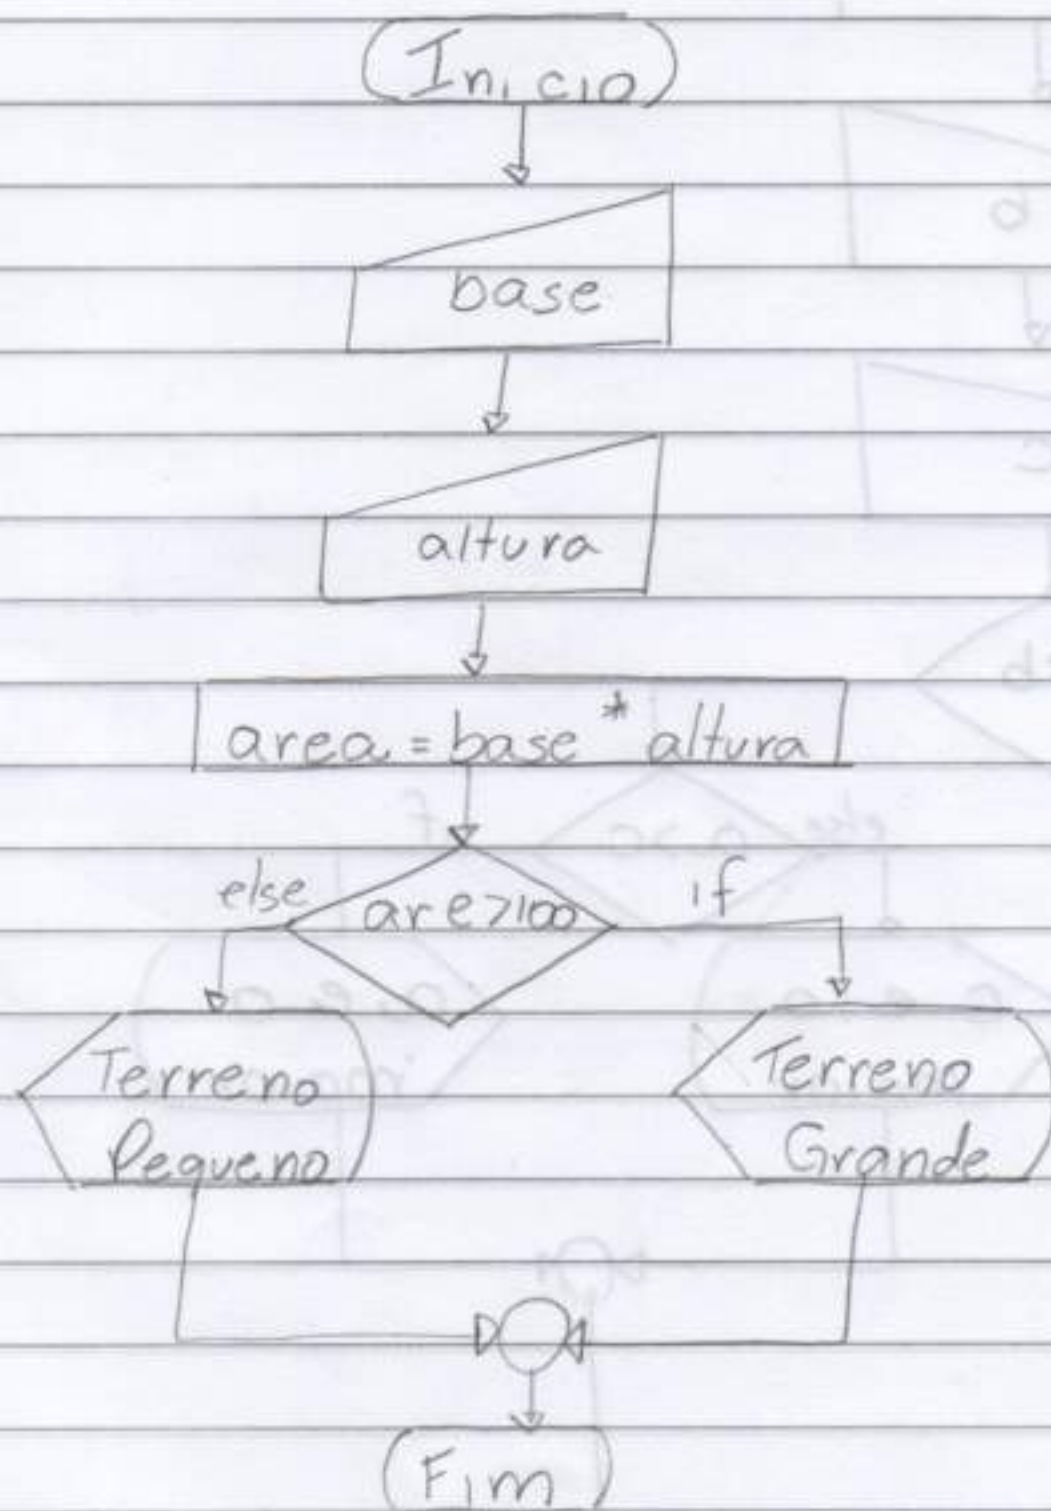 Inicio
base
altura
area = base * altura
else
are>100
if
Terreno
Pequeno
Terreno
Grande
Fim